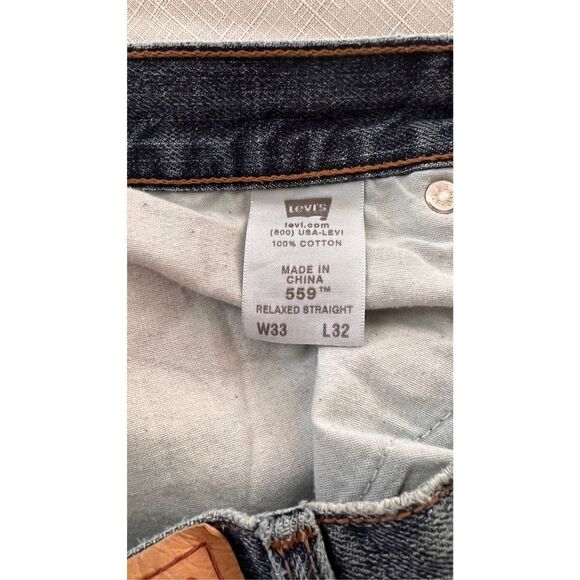 Levi's
levi.com
(800) USA-LEVI
100% COTTON
MADE IN
CHINA
559™
RELAXED STRAIGHT
W33 L32